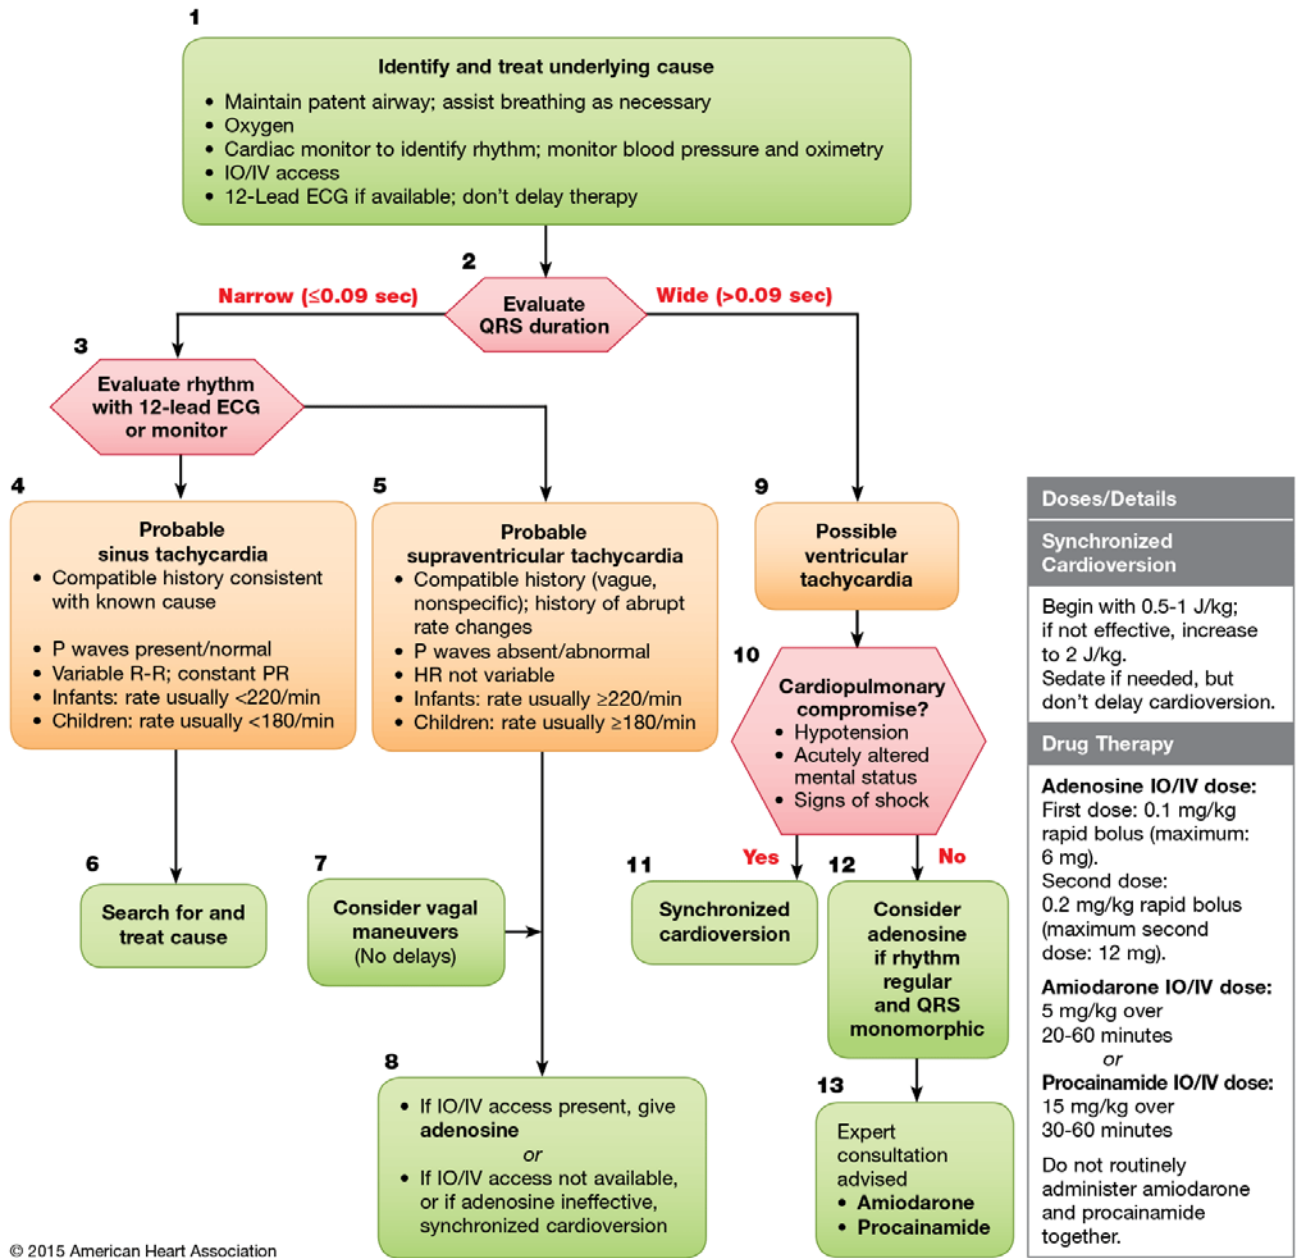 1
Identify and treat underlying cause
• Maintain patent airway; assist breathing as necessary
• Oxygen
• Cardiac monitor to identify rhythm; monitor blood pressure and oximetry
• IO/IV access
• 12-Lead ECG if available; don't delay therapy
2
Narrow (≤0.09 sec)
Evaluate
QRS duration
Wide (>0.09 sec)
3
Evaluate rhythm
with 12-lead ECG
or monitor
4
Probable
sinus tachycardia
• Compatible history consistent
with known cause
• P waves present/normal
• Variable R-R; constant PR
• Infants: rate usually <220/min
• Children: rate usually <180/min
5
Probable
supraventricular tachycardia
• Compatible history (vague,
nonspecific); history of abrupt
rate changes
• P waves absent/abnormal
• HR not variable
• Infants: rate usually ≥220/min
• Children: rate usually ≥180/min
9
Possible
ventricular
tachycardia
10
Cardiopulmonary
compromise?
• Hypotension
• Acutely altered
mental status
• Signs of shock
Yes
No
6
Search for and
treat cause
7
Consider vagal
maneuvers
(No delays)
11
Synchronized
cardioversion
12
Consider
adenosine
if rhythm
regular
and QRS
monomorphic
8
• If IO/IV access present, give
adenosine
or
• If IO/IV access not available,
or if adenosine ineffective,
synchronized cardioversion
13
Expert
consultation
advised
• Amiodarone
• Procainamide
Doses/Details
Synchronized
Cardioversion
Begin with 0.5-1 J/kg;
if not effective, increase
to 2 J/kg.
Sedate if needed, but
don't delay cardioversion.
Drug Therapy
Adenosine IO/IV dose:
First dose: 0.1 mg/kg
rapid bolus (maximum:
6 mg).
Second dose:
0.2 mg/kg rapid bolus
(maximum second
dose: 12 mg).
Amiodarone IO/IV dose:
5 mg/kg over
20-60 minutes
or
Procainamide IO/IV dose:
15 mg/kg over
30-60 minutes
Do not routinely
administer amiodarone
and procainamide
together.
© 2015 American Heart Association